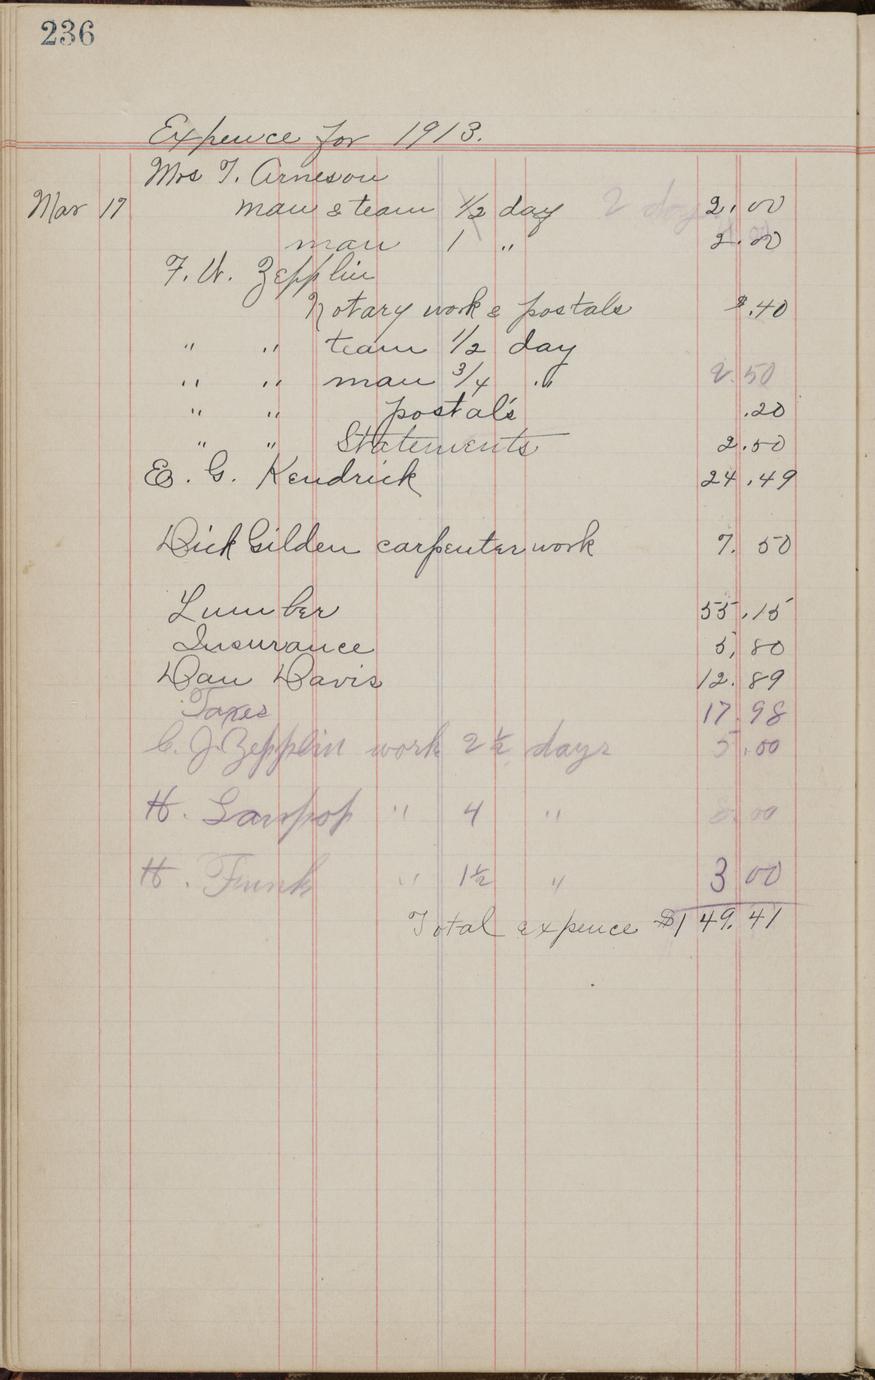 236
Expence for 1913.
Mrs T. Arneson
Mar 17 man & team 1/2 day 2.00
man 1 " 2.00
F. W. Zepplin
Notary work & postals $.40
" " team 1/2 day
" " man 3/4 " 2.50
" " postal's .20
" " Statements 2.50
E. G. Kendrick 24.49
Dick Gilden carpenter work 7.50
Lumber 55.15
Insurance 5.80
Dan Davis 12.89
Taxes 17.98
C. J. Zepplin work 2 1/2 days 5.00
H. " 4 " 8.00
H. Funk " 1 1/2 " 3 00
Total expence $149.41